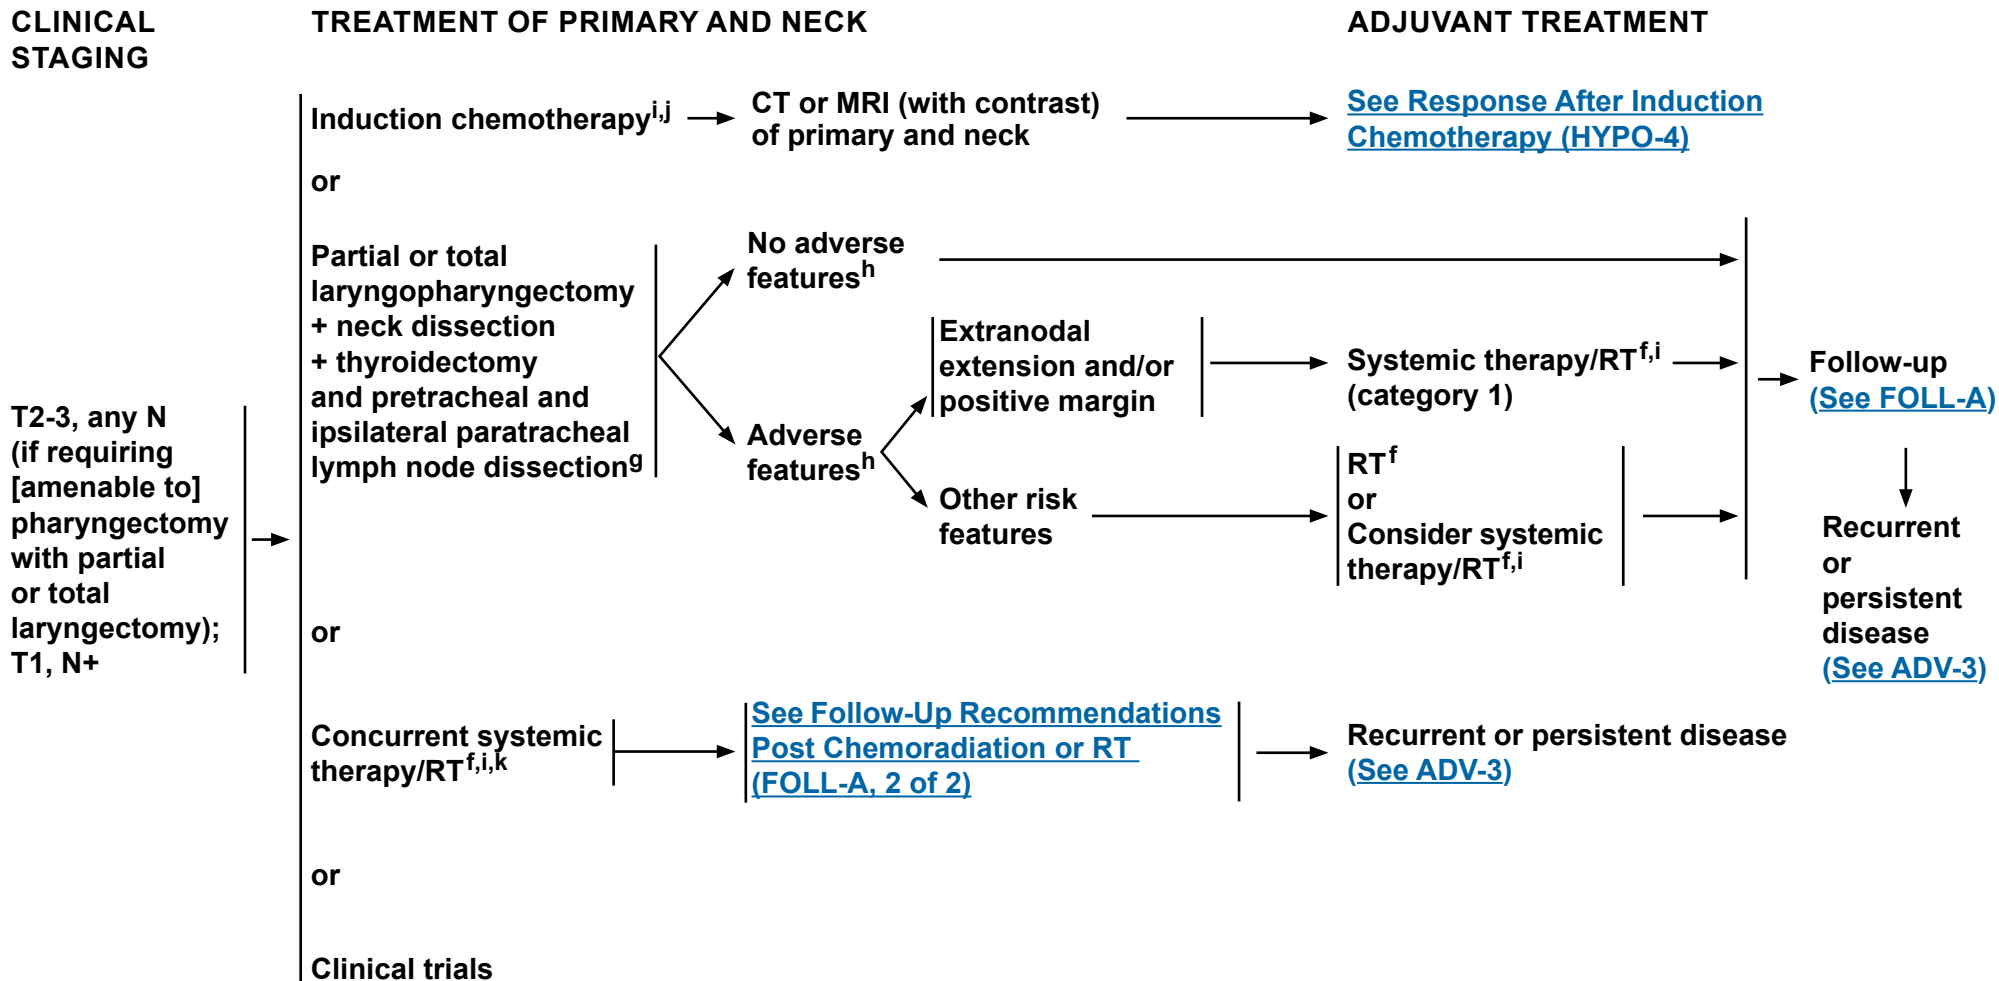 CLINICAL
STAGING
TREATMENT OF PRIMARY AND NECK
ADJUVANT TREATMENT
T2-3, any N
(if requiring
[amenable to]
pharyngectomy
with partial
or total
laryngectomy);
T1, N+
Induction chemotherapyi,j
CT or MRI (with contrast)
of primary and neck
See Response After Induction
Chemotherapy (HYPO-4)
or
Partial or total
laryngopharyngectomy
+ neck dissection
+ thyroidectomy
and pretracheal and
ipsilateral paratracheal
lymph node dissectiong
No adverse
featuresh
Adverse
featuresh
Extranodal
extension and/or
positive margin
Systemic therapy/RTf,i
(category 1)
Other risk
features
RTf
or
Consider systemic
therapy/RTf,i
Follow-up
(See FOLL-A)
Recurrent
or
persistent
disease
(See ADV-3)
or
Concurrent systemic
therapy/RTf,i,k
See Follow-Up Recommendations
Post Chemoradiation or RT
(FOLL-A, 2 of 2)
Recurrent or persistent disease
(See ADV-3)
or
Clinical trials